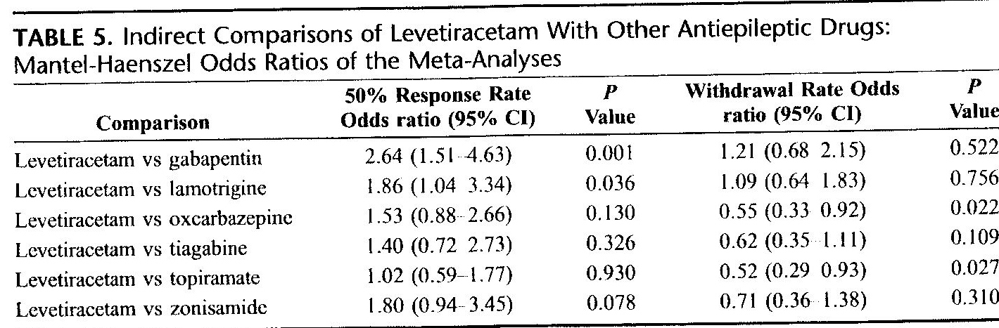 TABLE 5. Indirect Comparisons of Levetiracetam With Other Antiepileptic Drugs:
Mantel-Haenszel Odds Ratios of the Meta-Analyses
Comparison 50% Response Rate Odds ratio (95% CI) P Value Withdrawal Rate Odds ratio (95% CI) P Value
Levetiracetam vs gabapentin 2.64 (1.51–4.63) 0.001 1.21 (0.68–2.15) 0.522
Levetiracetam vs lamotrigine 1.86 (1.04–3.34) 0.036 1.09 (0.64–1.83) 0.756
Levetiracetam vs oxcarbazepine 1.53 (0.88–2.66) 0.130 0.55 (0.33–0.92) 0.022
Levetiracetam vs tiagabine 1.40 (0.72–2.73) 0.326 0.62 (0.35–1.11) 0.109
Levetiracetam vs topiramate 1.02 (0.59–1.77) 0.930 0.52 (0.29–0.93) 0.027
Levetiracetam vs zonisamide 1.80 (0.94–3.45) 0.078 0.71 (0.36–1.38) 0.310